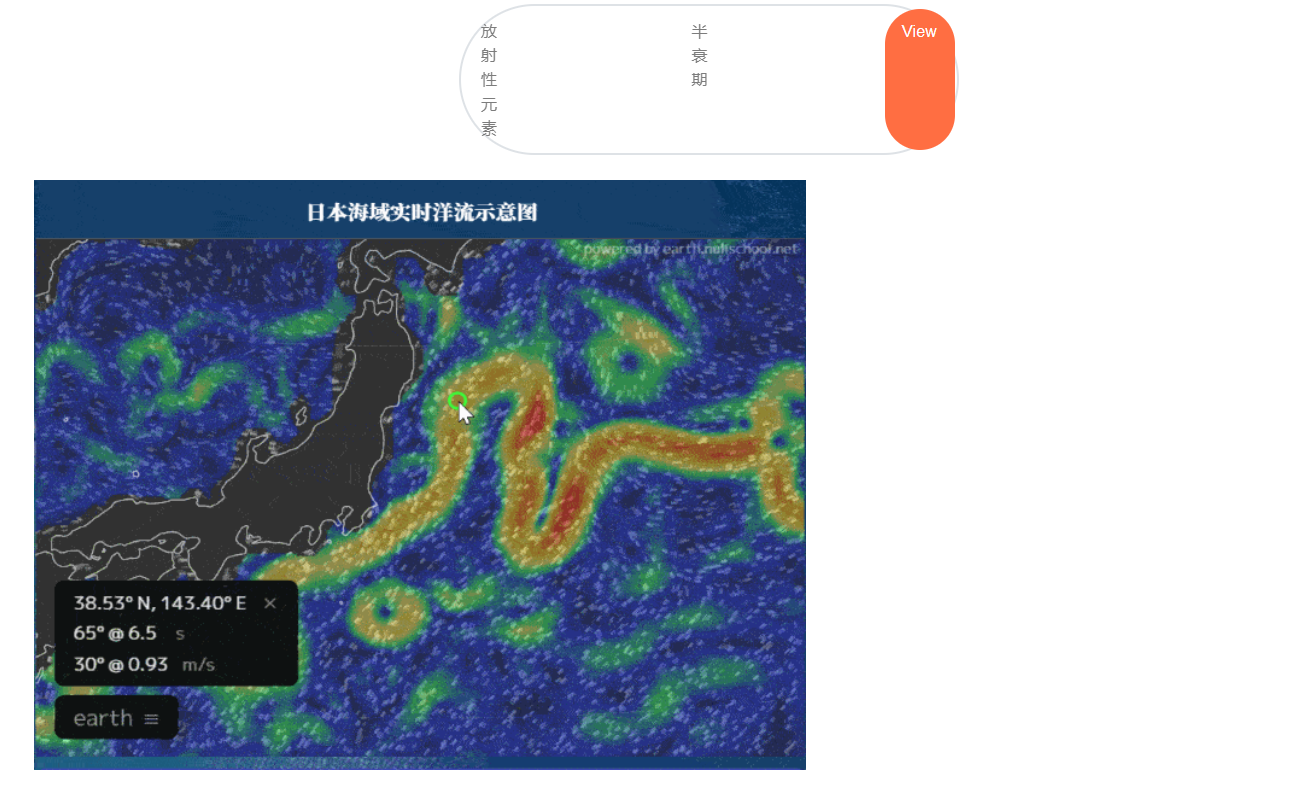 放射性元素
半衰期
View
日本海域实时洋流示意图
powered by earth.nullschool.net
38.53° N, 143.40° E ×
65° @ 6.5 s
30° @ 0.93 m/s
earth ≡